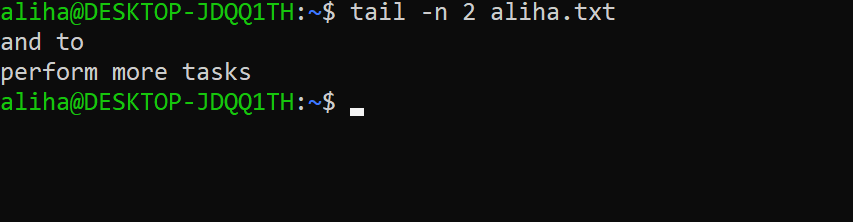 aliha@DESKTOP-JDQQ1TH:~$ tail -n 2 aliha.txt
and to
perform more tasks
aliha@DESKTOP-JDQQ1TH:~$